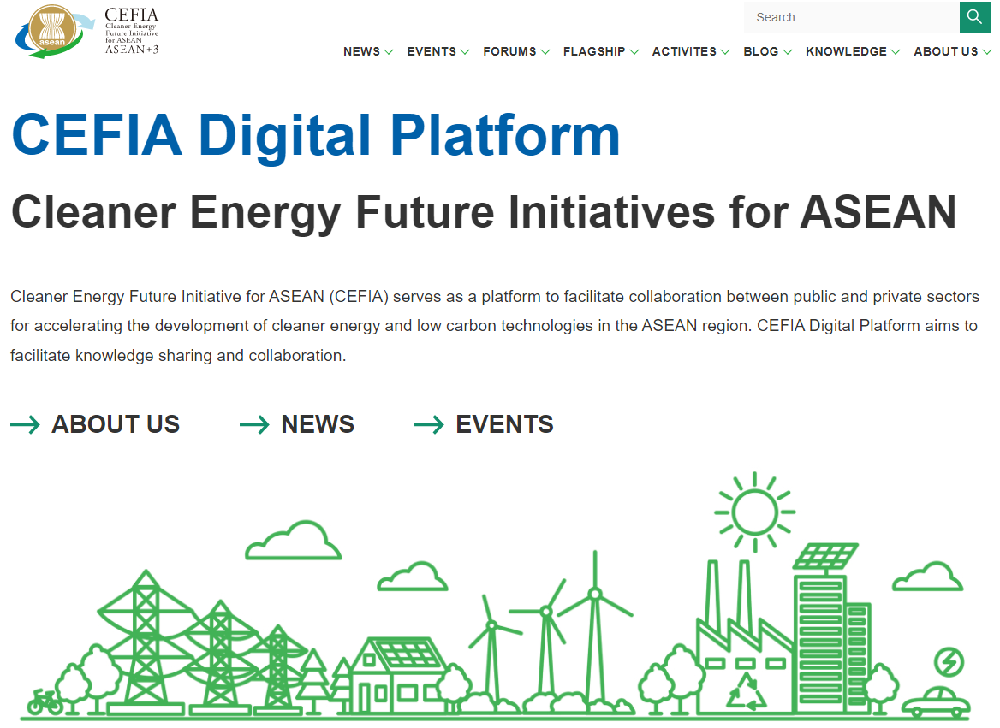 asean
CEFIA
Cleaner Energy
Future Initiative
for ASEAN
ASEAN+3
Search
NEWS
EVENTS
FORUMS
FLAGSHIP
ACTIVITES
BLOG
KNOWLEDGE
ABOUT US
CEFIA Digital Platform
Cleaner Energy Future Initiatives for ASEAN
Cleaner Energy Future Initiative for ASEAN (CEFIA) serves as a platform to facilitate collaboration between public and private sectors
for accelerating the development of cleaner energy and low carbon technologies in the ASEAN region. CEFIA Digital Platform aims to
facilitate knowledge sharing and collaboration.
ABOUT US
NEWS
EVENTS